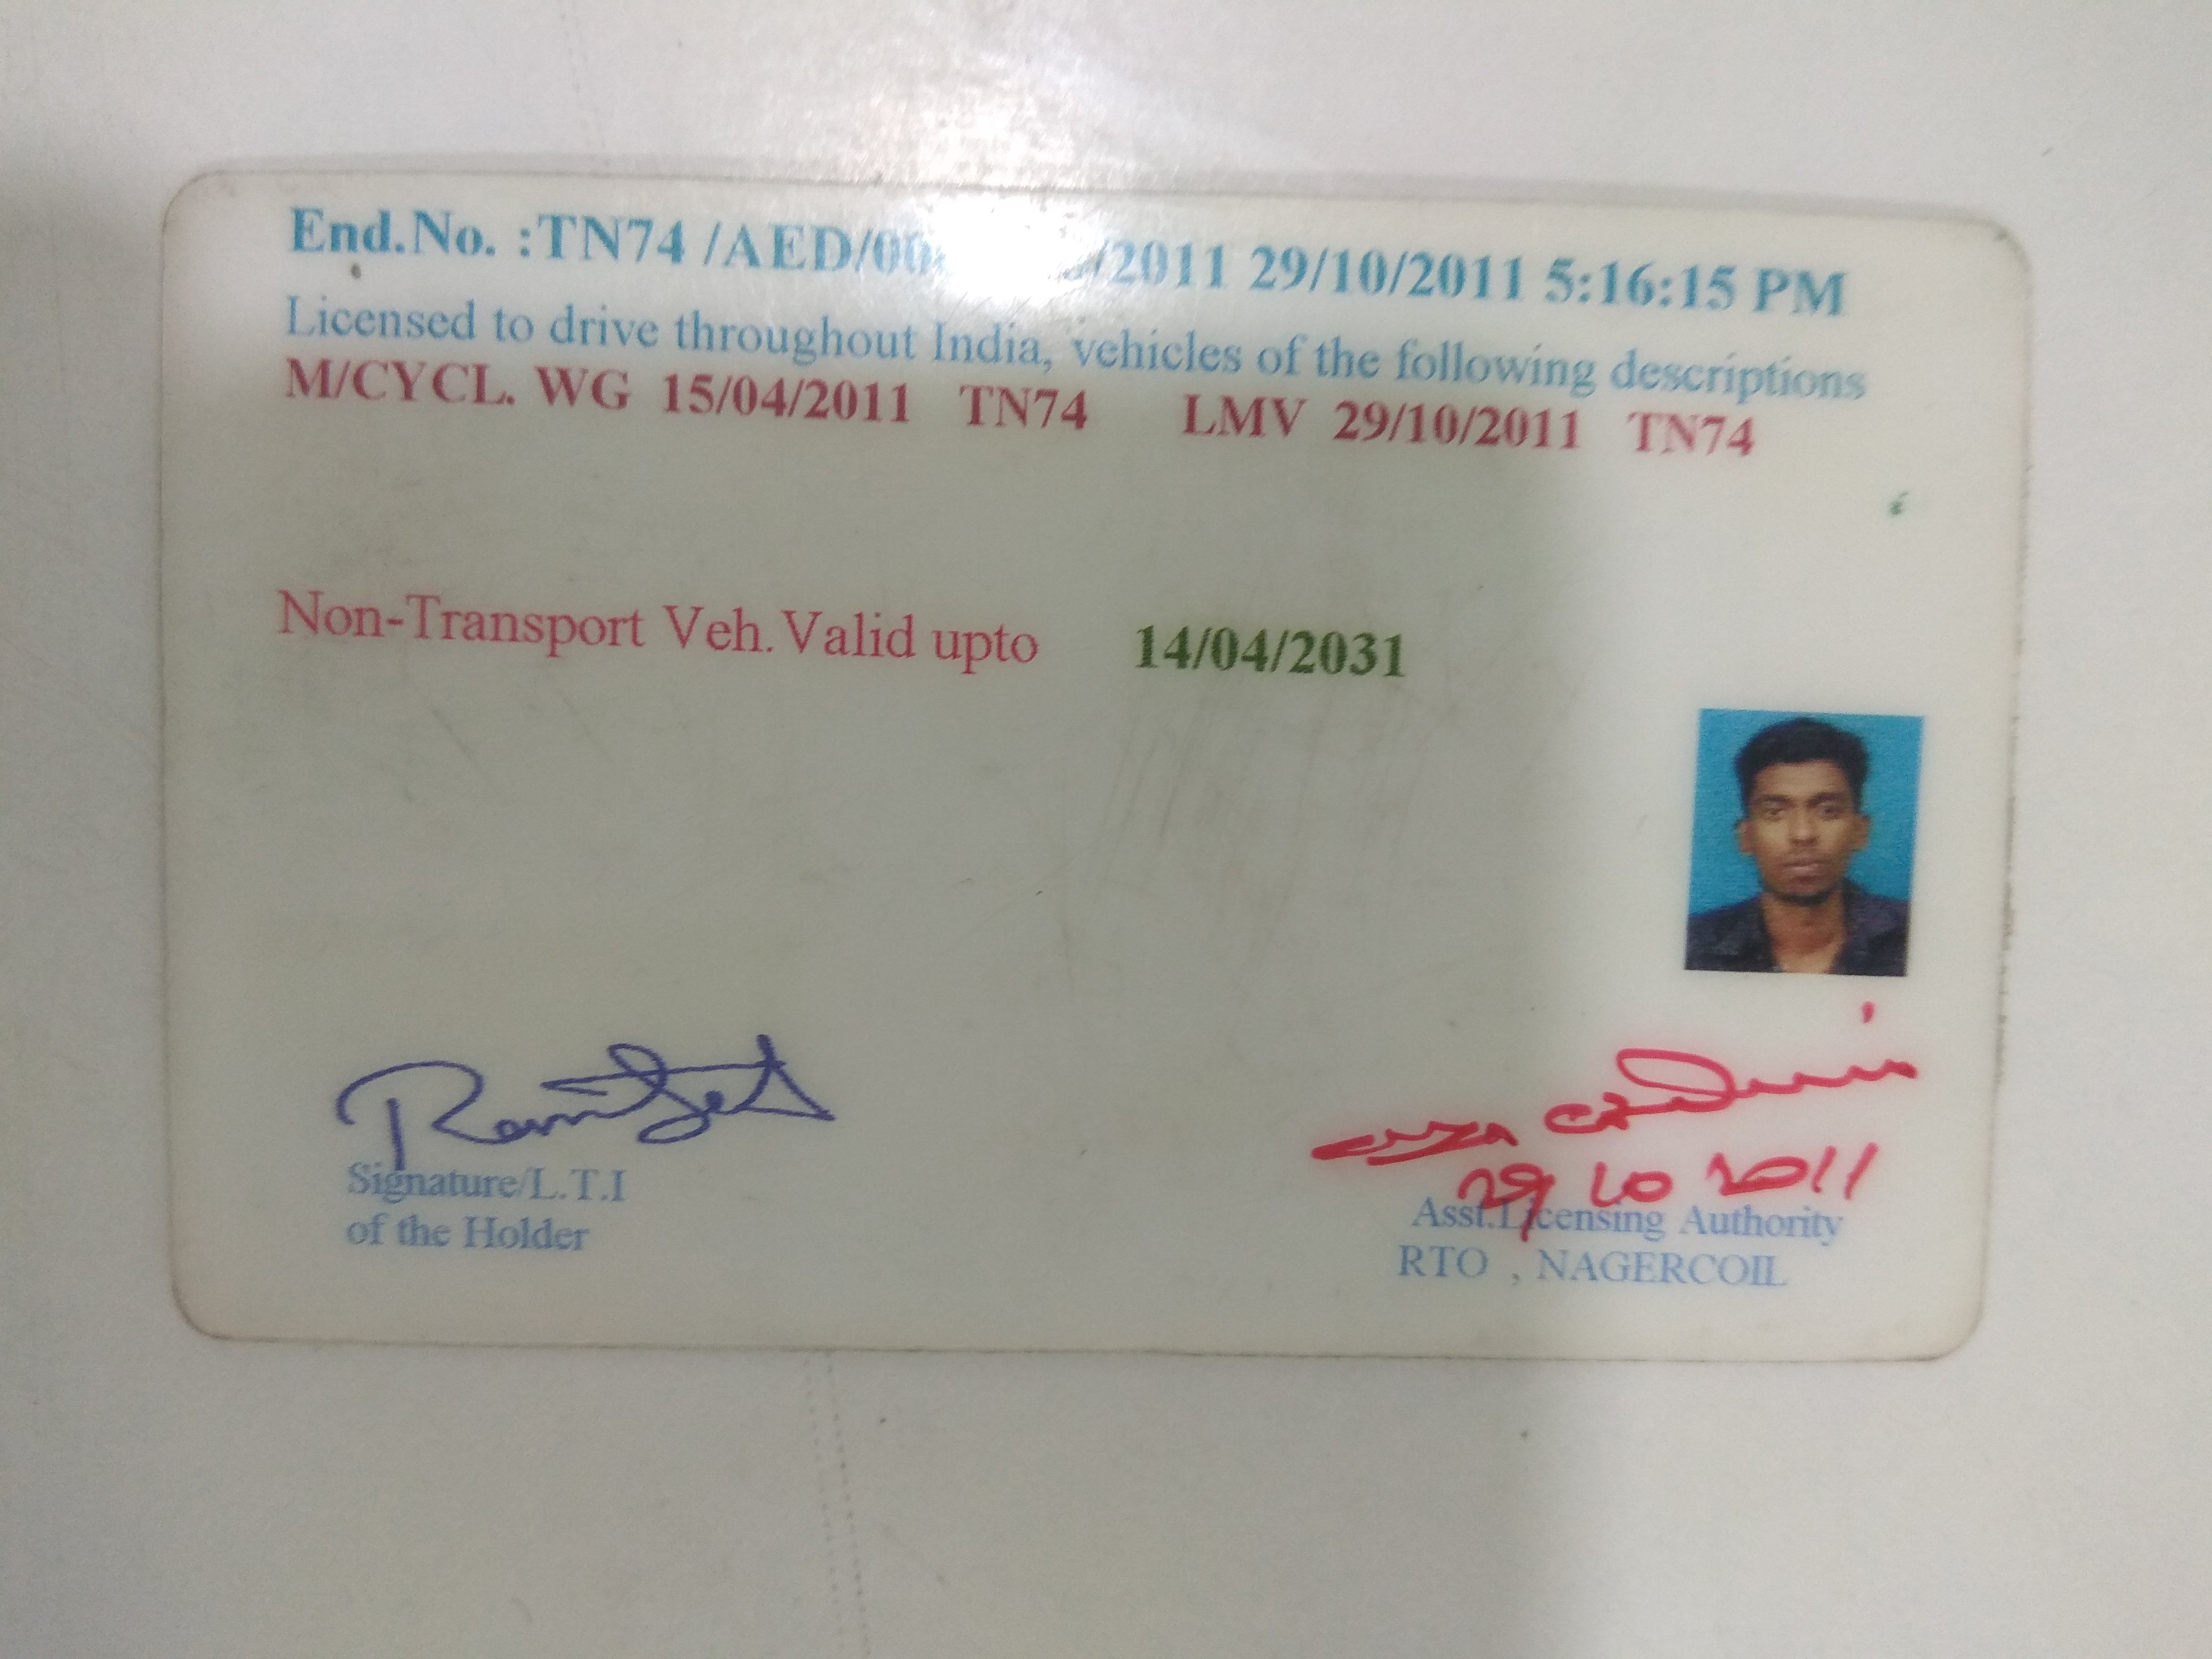 End.No. :TN74 /AED/00 /2011 29/10/2011 5:16:15 PM
Licensed to drive throughout India, vehicles of the following descriptions
M/CYCL. WG 15/04/2011 TN74 LMV 29/10/2011 TN74
Non-Transport Veh.Valid upto 14/04/2031
29 10 2011
Signature/L.T.I
of the Holder
Asst.Licensing Authority
RTO , NAGERCOIL